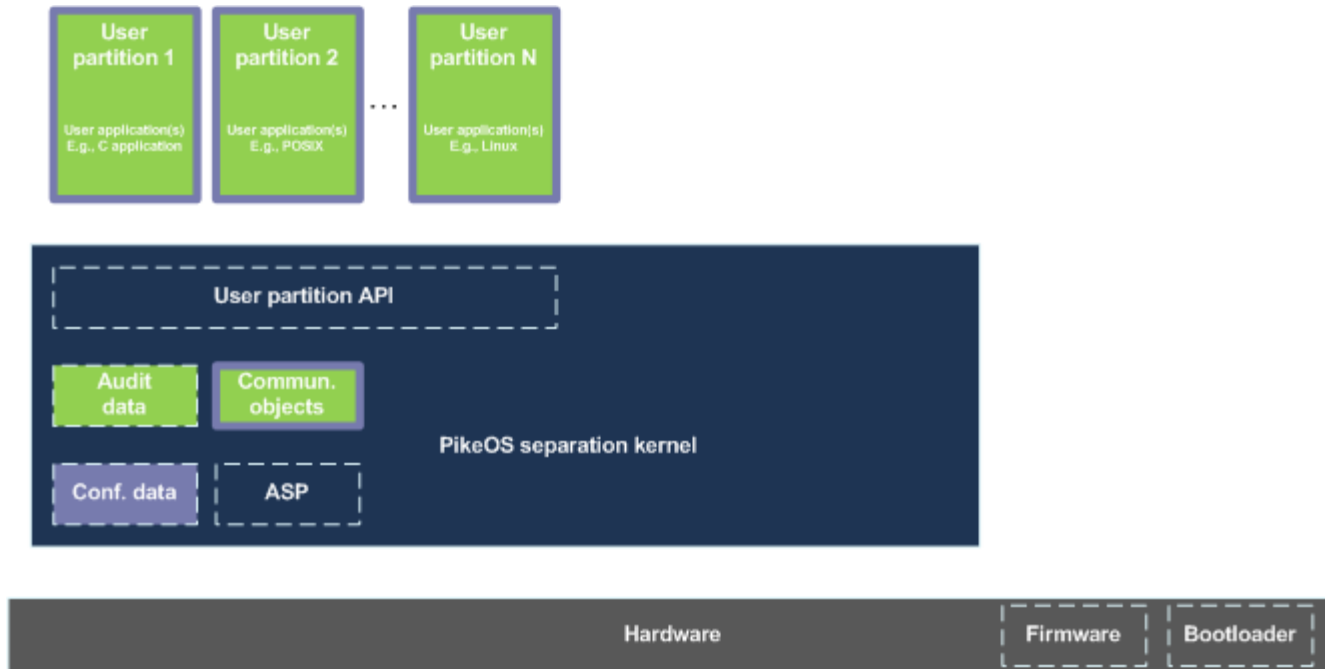 User
partition 1
User application(s)
E.g., C application
User
partition 2
User application(s)
E.g., POSIX
...
User
partition N
User application(s)
E.g., Linux
User partition API
Audit
data
Commun.
objects
PikeOS separation kernel
Conf. data
ASP
Hardware
Firmware
Bootloader